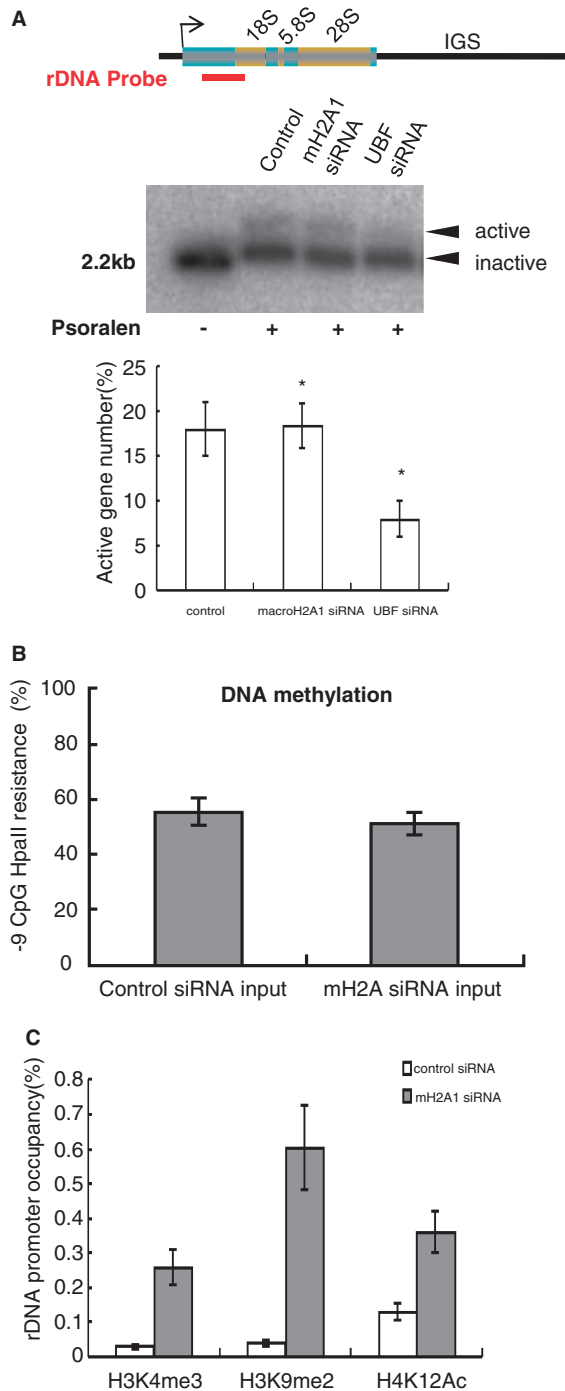 A
18S 5.8S 28S
IGS
rDNA Probe
Control
mH2A1 siRNA
UBF siRNA
active
2.2kb
inactive
Psoralen - + + +
Active gene number(%)
25
20
15
10
5
0
*
*
control macroH2A1 siRNA UBF siRNA
B
DNA methylation
-9 CpG HpaII resistance (%)
100
80
60
40
20
0
Control siRNA input mH2A siRNA input
C
control siRNA
mH2A1 siRNA
rDNA promoter occupancy(%)
0.8
0.7
0.6
0.5
0.4
0.3
0.2
0.1
0
H3K4me3 H3K9me2 H4K12Ac